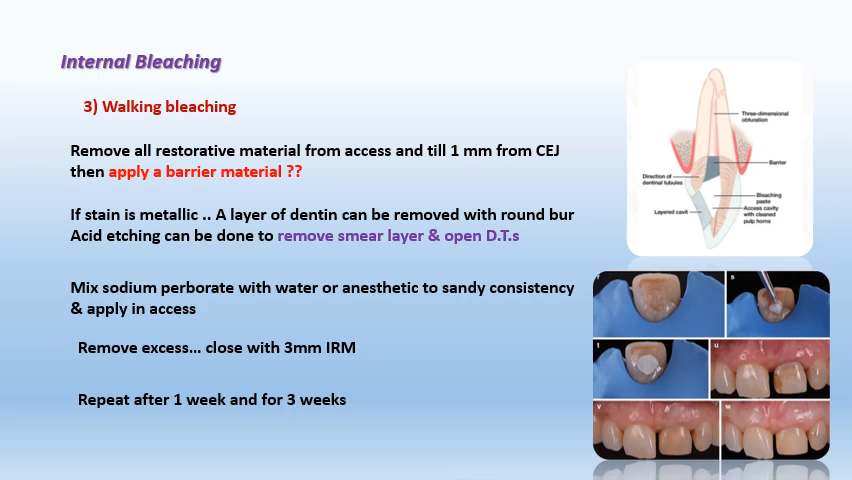 Internal Bleaching
3) Walking bleaching
Remove all restorative material from access and till 1 mm from CEJ
then apply a barrier material ??
If stain is metallic .. A layer of dentin can be removed with round bur
Acid etching can be done to remove smear layer & open D.T.s
Mix sodium perborate with water or anesthetic to sandy consistency
& apply in access
Remove excess... close with 3mm IRM
Repeat after 1 week and for 3 weeks
Three-dimensional
obturation
Barrier
Direction of
dentinal tubules
Bleaching
paste
Layered cavit
Access cavity
with cleaned
pulp horns
r
s
t
u
v
w